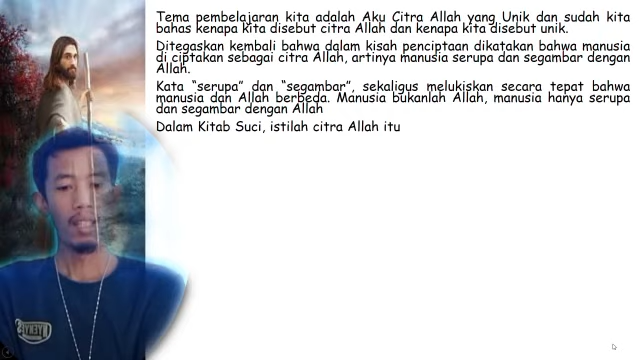 Tema pembelajaran kita adalah Aku Citra Allah yang Unik dan sudah kita
bahas kenapa kita disebut citra Allah dan kenapa kita disebut unik.
Ditegaskan kembali bahwa dalam kisah penciptaan dikatakan bahwa manusia
di ciptakan sebagai citra Allah, artinya manusia serupa dan segambar dengan
Allah.
Kata “serupa” dan “segambar”, sekaligus melukiskan secara tepat bahwa
manusia dan Allah berbeda. Manusia bukanlah Allah, manusia hanya serupa
dan segambar dengan Allah
Dalam Kitab Suci, istilah citra Allah itu